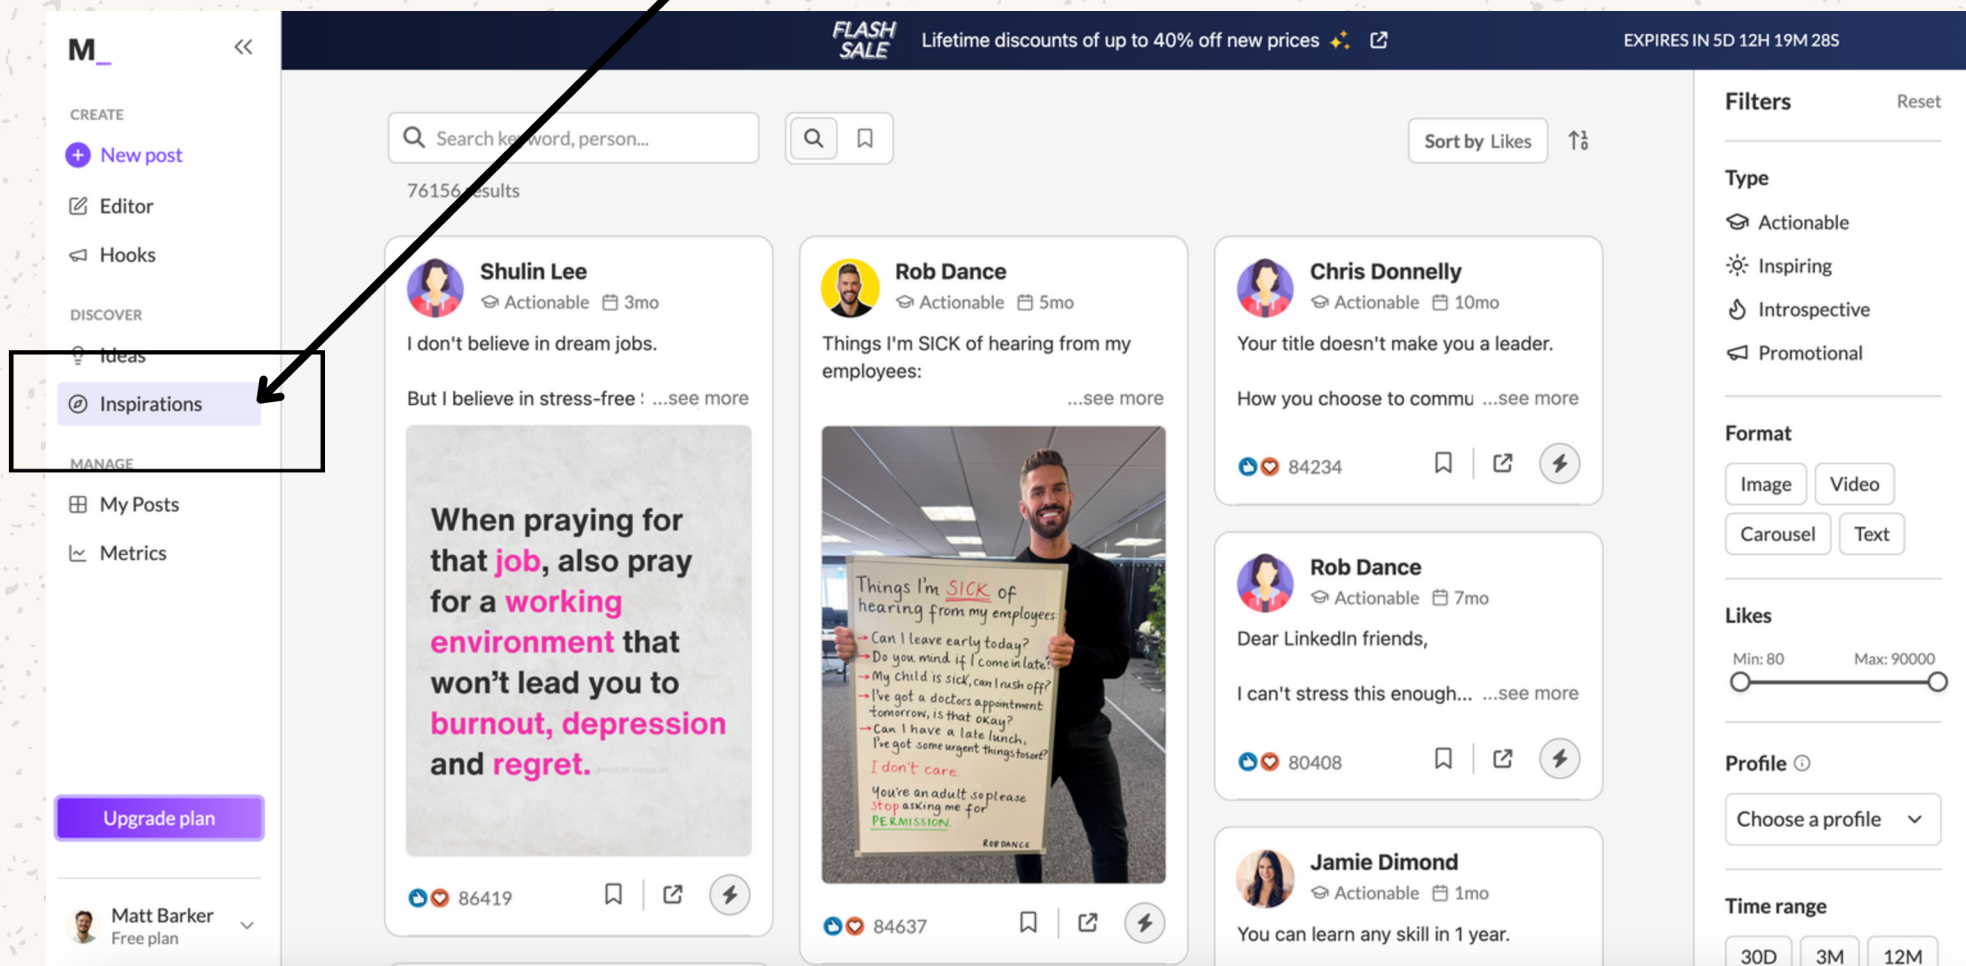 FLASH
SALE
Lifetime discounts of up to 40% off new prices
EXPIRES IN 5D 12H 19M 28S
M_
CREATE
New post
Editor
Hooks
DISCOVER
Ideas
Inspirations
MANAGE
My Posts
Metrics
Upgrade plan
Matt Barker
Free plan
Search keyword, person...
76156 results
Sort by Likes
Shulin Lee
Actionable 3mo
I don't believe in dream jobs.
But I believe in stress-free ...see more
When praying for
that job, also pray
for a working
environment that
won't lead you to
burnout, depression
and regret.
86419
Rob Dance
Actionable 5mo
Things I'm SICK of hearing from my
employees:
...see more
Things I'm SICK of
hearing from my employees:
→ Can I leave early today?
→ Do you mind if I come in late?
→ My child is sick, can I rush off?
→ I've got a doctors appointment
tomorrow, is that okay?
→ Can I have a late lunch,
I've got some urgent things to sort?
I don't care
You're an adult so please
stop asking me for
PERMISSION.
ROB DANCE
84637
Chris Donnelly
Actionable 10mo
Your title doesn't make you a leader.
How you choose to commu ...see more
84234
Rob Dance
Actionable 7mo
Dear LinkedIn friends,
I can't stress this enough... ...see more
80408
Jamie Dimond
Actionable 1mo
You can learn any skill in 1 year.
Filters Reset
Type
Actionable
Inspiring
Introspective
Promotional
Format
Image Video
Carousel Text
Likes
Min: 80 Max: 90000
Profile
Choose a profile
Time range
30D 3M 12M